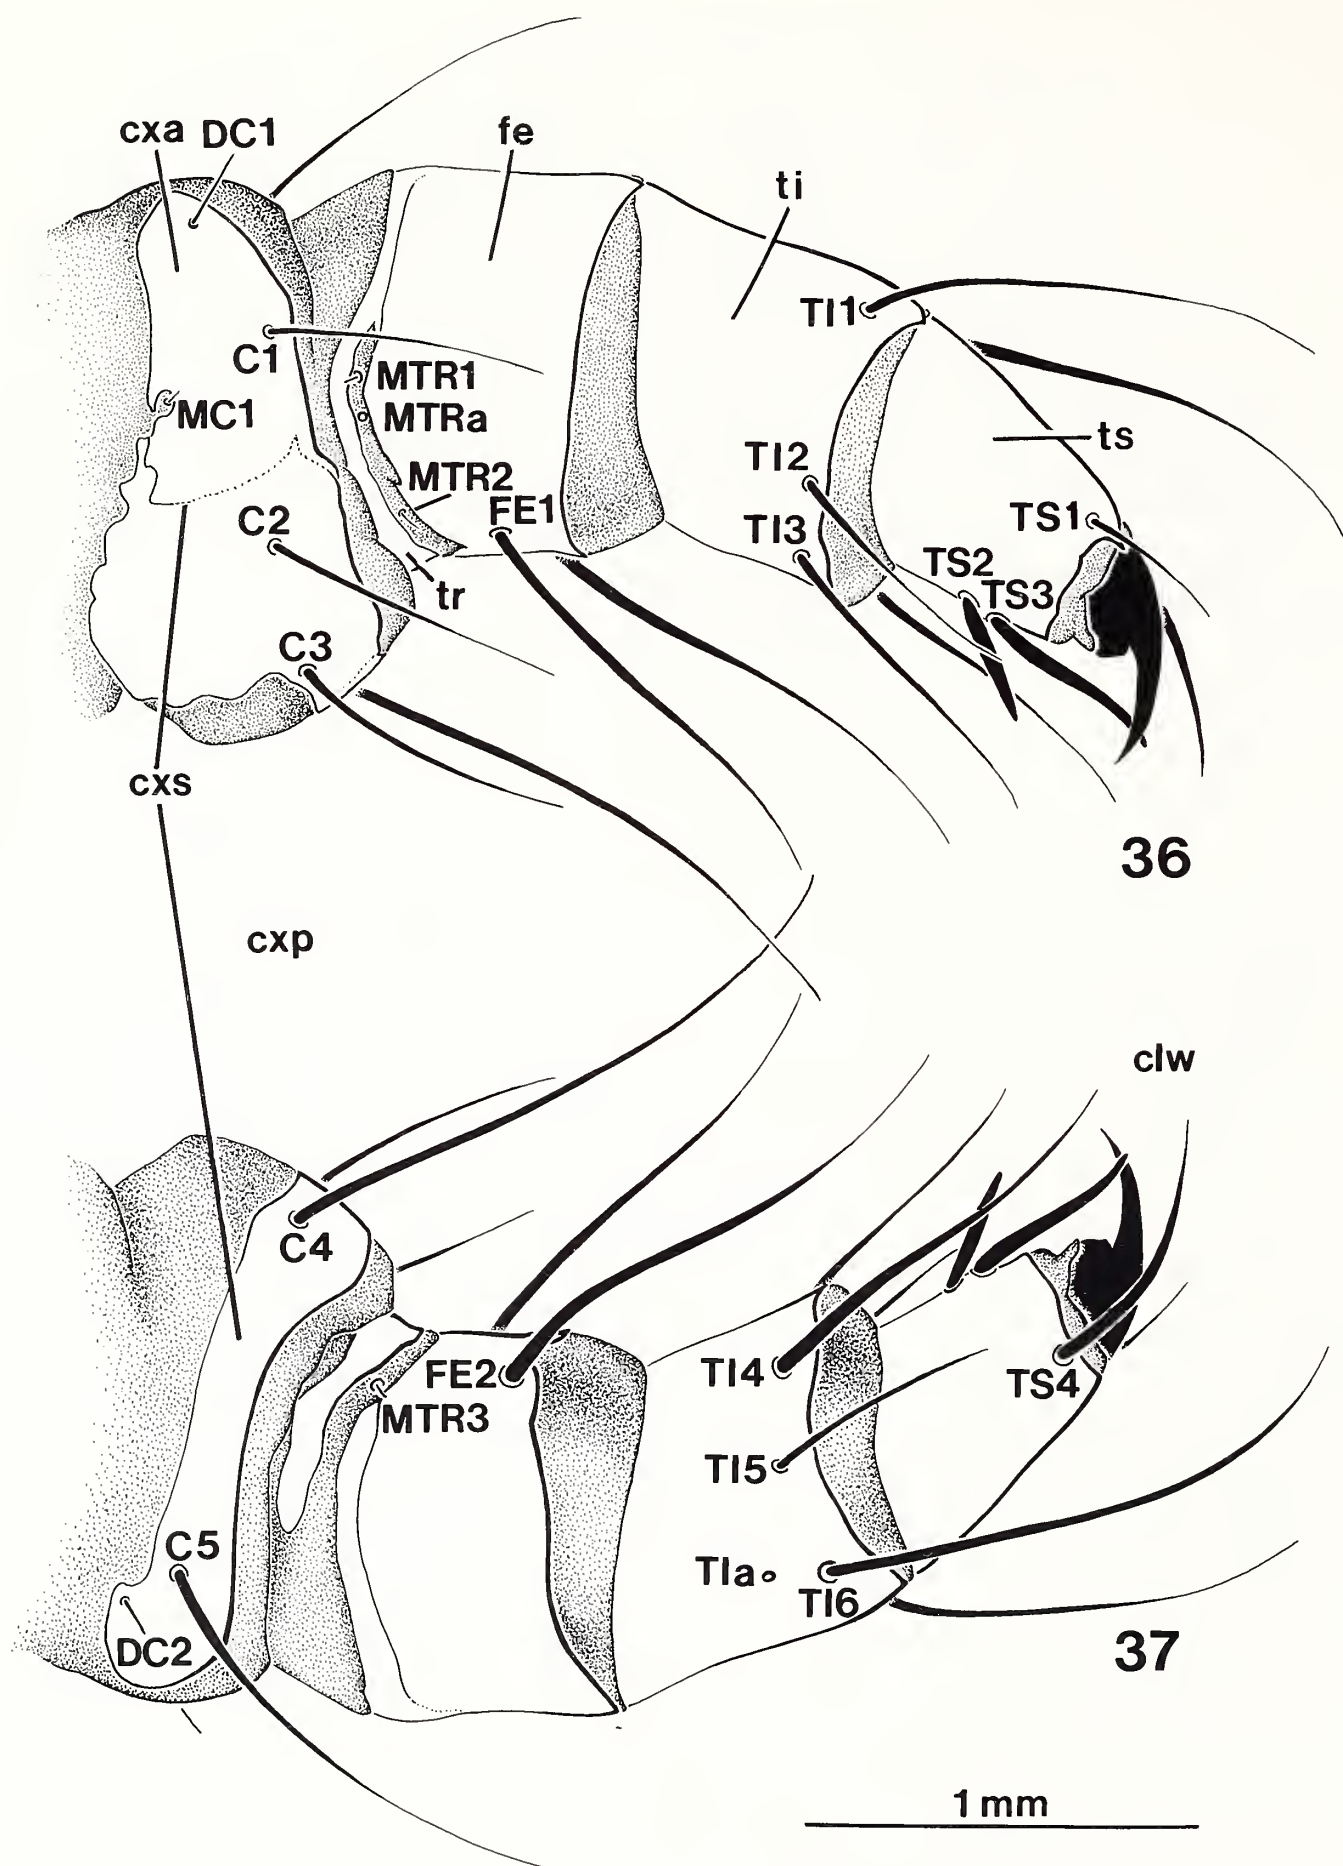 cxa DC1 fe
ti
TI1
C1
MTR1
MC1 MTRa
ts
TI2
MTR2
FE1
C2 TI3 TS1
TS2
TS3
tr
C3
cxs
36
cxp
clw
C4
FE2 TI4
TS4
MTR3
TI5
C5
TIa TI6
DC2
37
1 mm